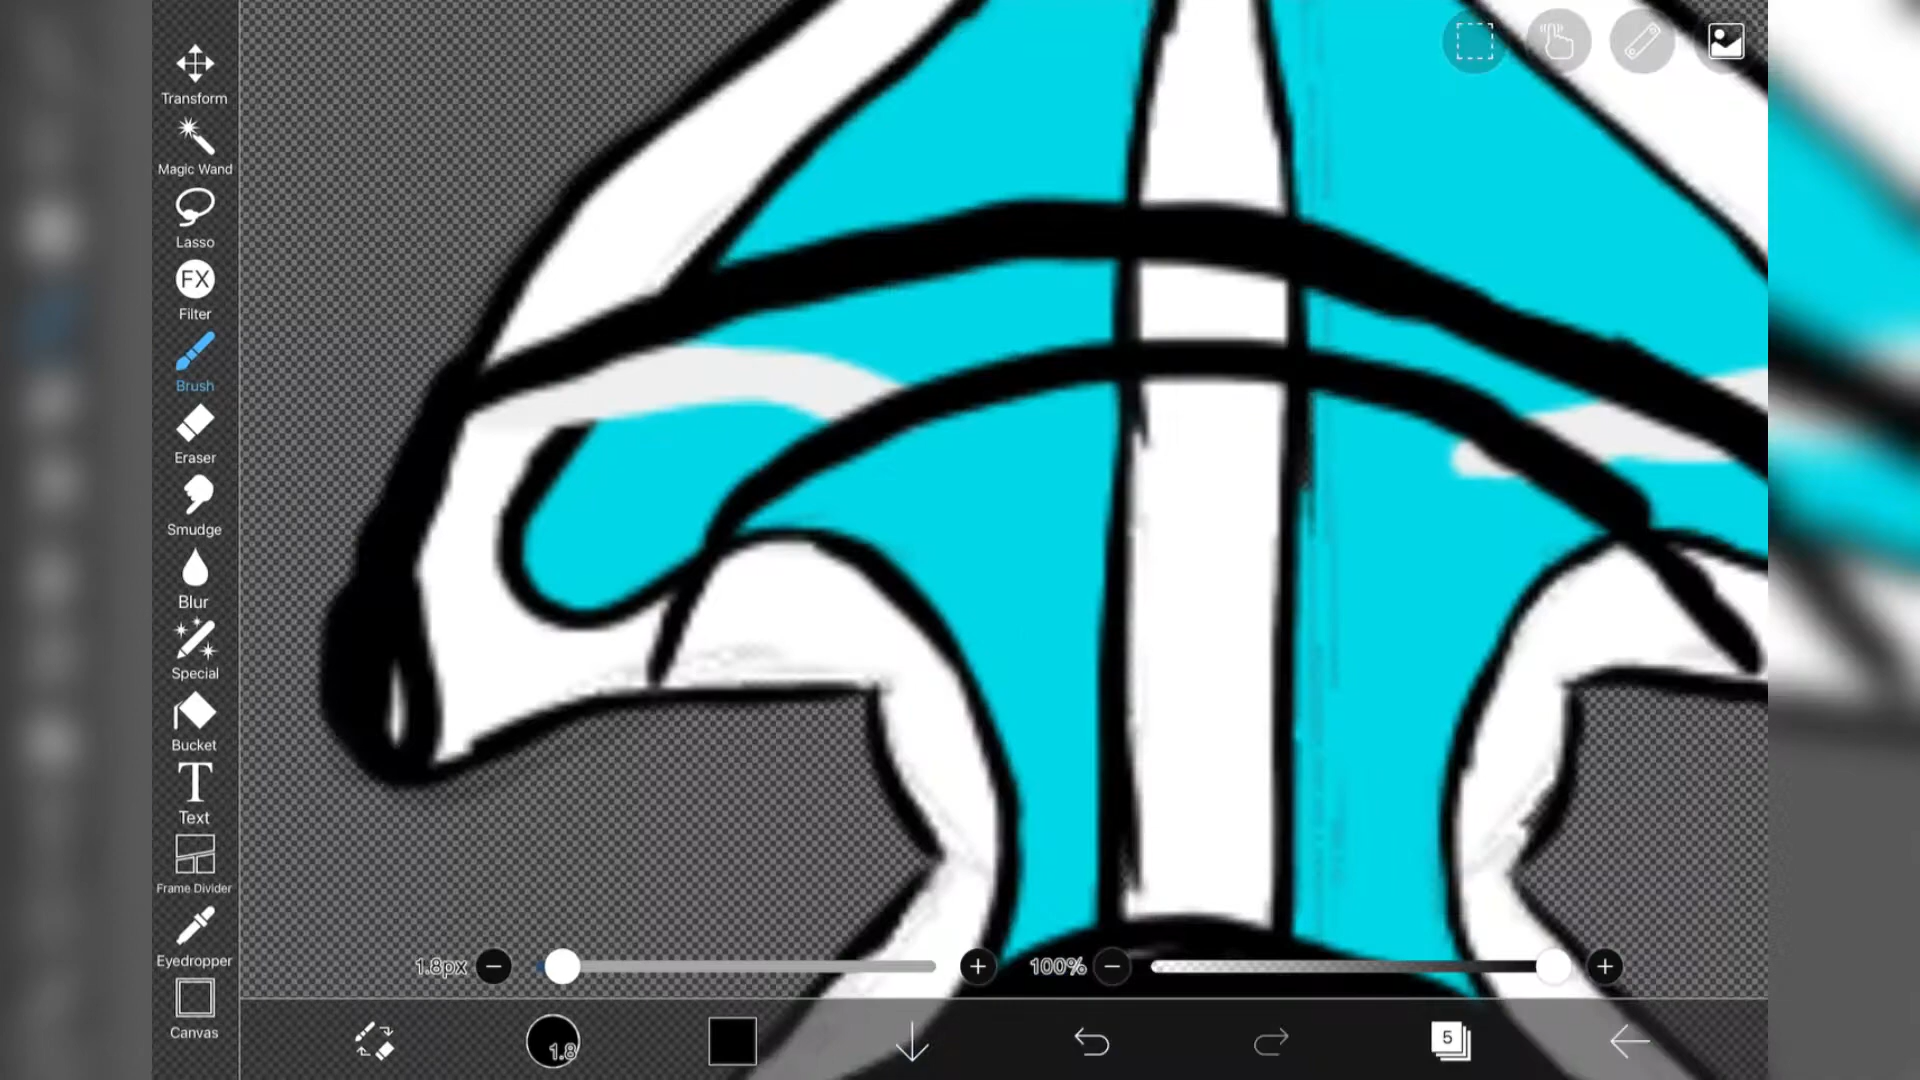 Transform
Magic Wand
Lasso
FX
Filter
Brush
Eraser
Smudge
Blur
Special
Bucket
T
Text
Frame Divider
Eyedropper
Canvas
1.8px
100%
1.8
5